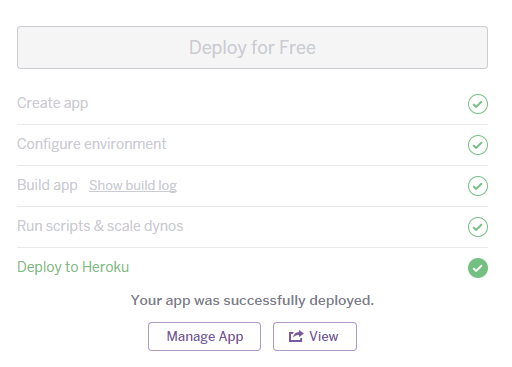 Deploy for Free
Create app
Configure environment
Build app Show build log
Run scripts & scale dynos
Deploy to Heroku
Your app was successfully deployed.
Manage App View